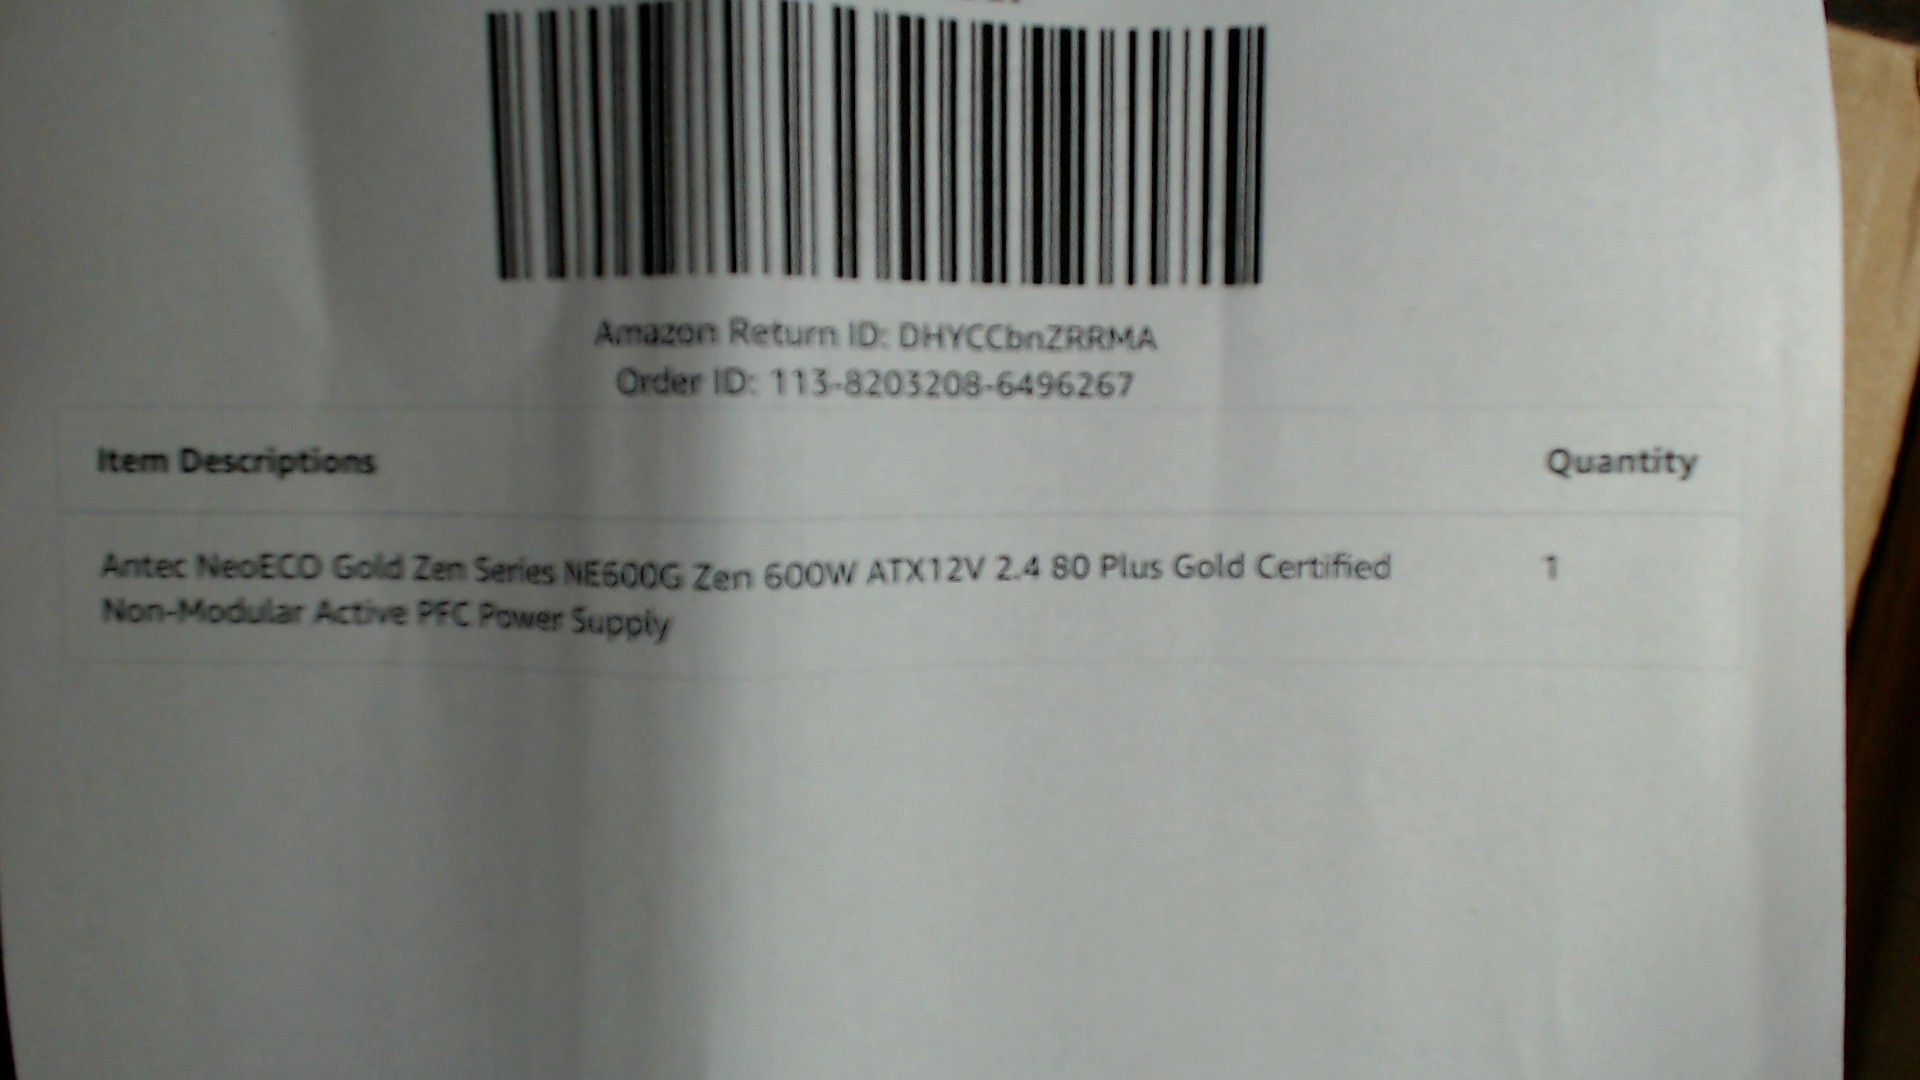 Amazon Return ID: DHYCCbnZRRMA
Order ID: 113-8203208-6496267
Item Descriptions Quantity
Antec NeoECO Gold Zen Series NE600G Zen 600W ATX12V 2.4 80 Plus Gold Certified 1
Non-Modular Active PFC Power Supply